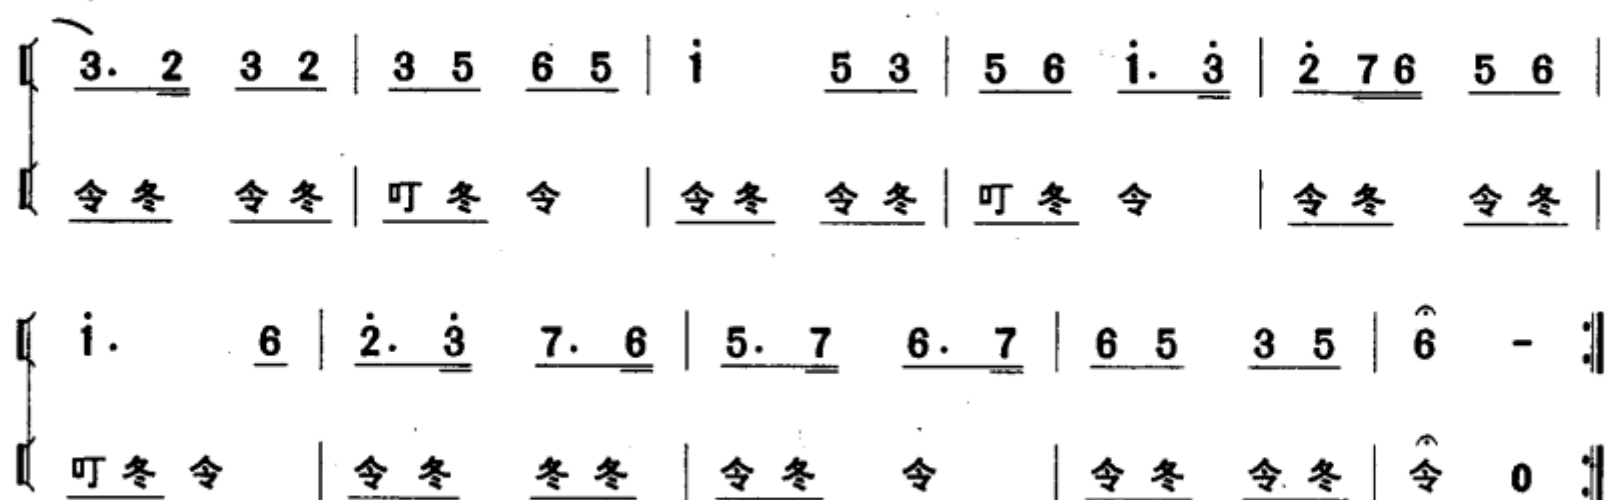 3. 2 3 2 | 3 5 6 5 | i 5 3 | 5 6 i. 3̇ | 2̇ 7 6 5 6 |
令冬 令冬 | 叮冬 令 | 令冬 令冬 | 叮冬 令 | 令冬 令冬 |
i. 6 | 2̇. 3̇ 7. 6 | 5. 7 6. 7 | 6 5 3 5 | 6 - :|
叮冬 令 | 令冬 冬冬 | 令冬 令 | 令冬 令冬 | 令 0 :|